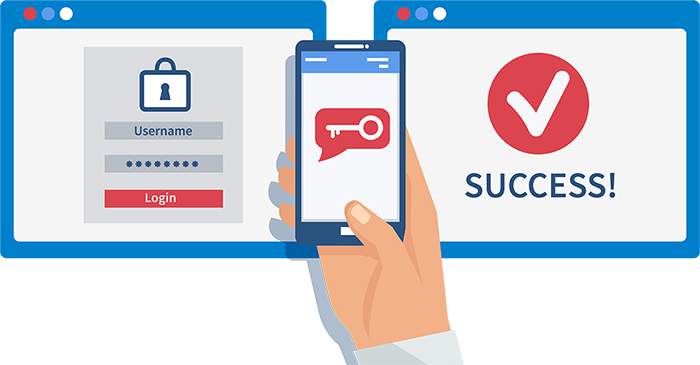 Username
********
Login
SUCCESS!